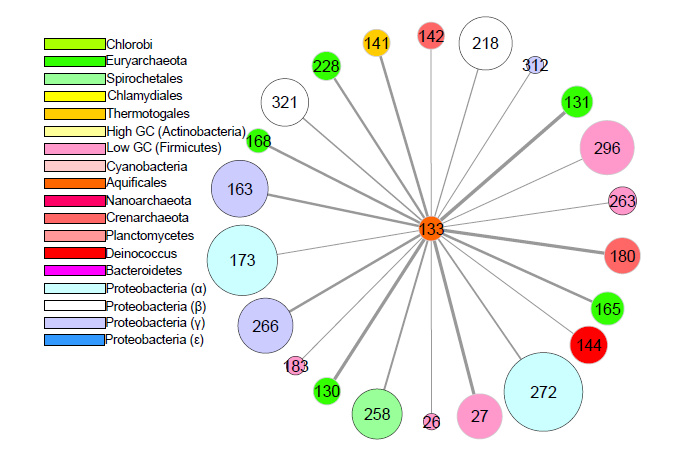 Chlorobi
Euryarchaeota
Spirochetales
Chlamydiales
Thermotogales
High GC (Actinobacteria)
Low GC (Firmicutes)
Cyanobacteria
Aquificales
Nanoarchaeota
Crenarchaeota
Planctomycetes
Deinococcus
Bacteroidetes
Proteobacteria (α)
Proteobacteria (β)
Proteobacteria (γ)
Proteobacteria (ε)
142
141
218
228
312
321
131
168
296
163
263
133
173
180
165
266
144
183
130
272
258
26
27